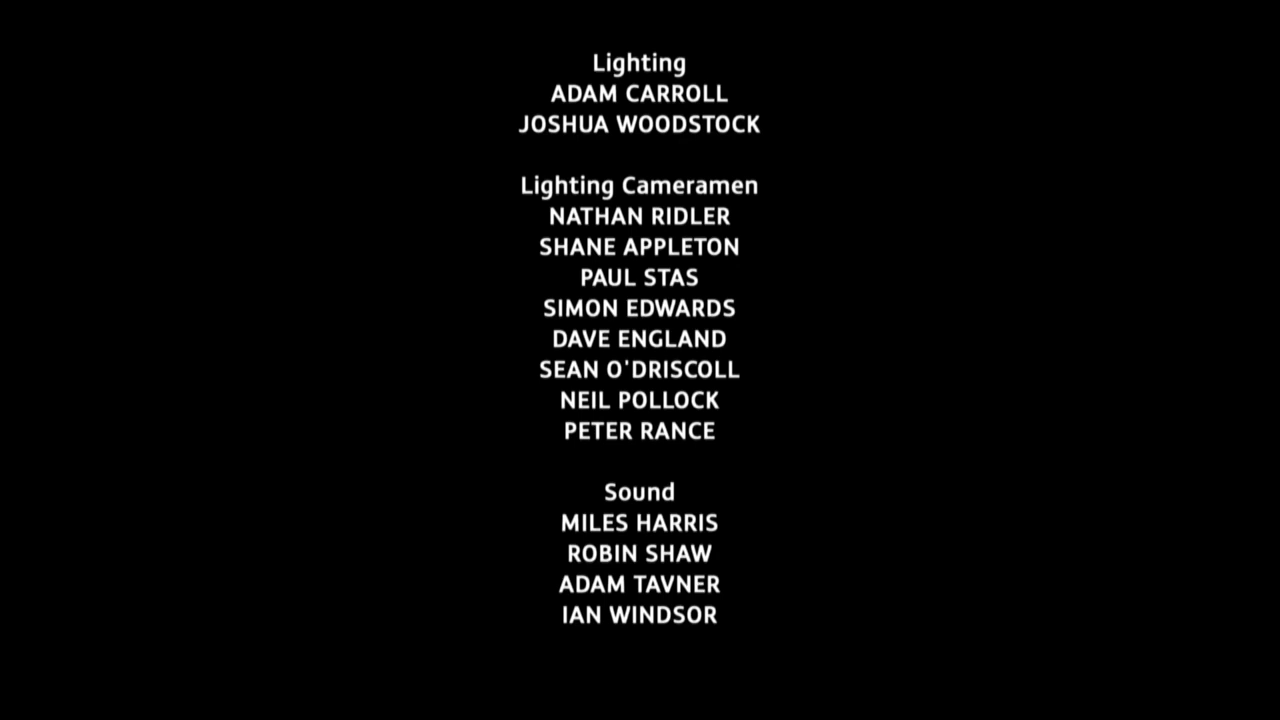 Lighting
ADAM CARROLL
JOSHUA WOODSTOCK
Lighting Cameramen
NATHAN RIDLER
SHANE APPLETON
PAUL STAS
SIMON EDWARDS
DAVE ENGLAND
SEAN O'DRISCOLL
NEIL POLLOCK
PETER RANCE
Sound
MILES HARRIS
ROBIN SHAW
ADAM TAVNER
IAN WINDSOR